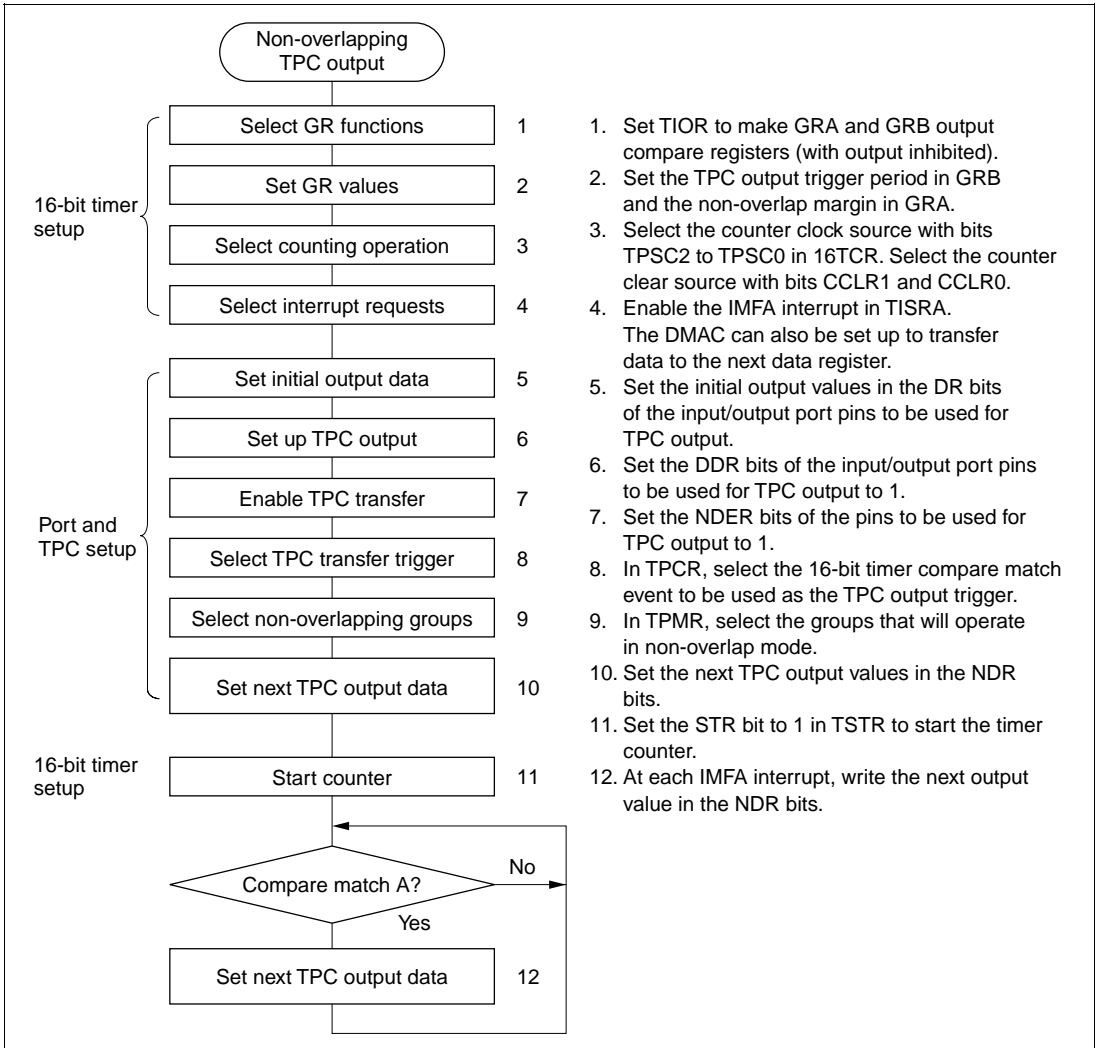 Non-overlapping
TPC output
16-bit timer
setup
Select GR functions 1
Set GR values 2
Select counting operation 3
Select interrupt requests 4
Port and
TPC setup
Set initial output data 5
Set up TPC output 6
Enable TPC transfer 7
Select TPC transfer trigger 8
Select non-overlapping groups 9
Set next TPC output data 10
16-bit timer
setup
Start counter 11
Compare match A?
No
Yes
Set next TPC output data 12
1. Set TIOR to make GRA and GRB output
compare registers (with output inhibited).
2. Set the TPC output trigger period in GRB
and the non-overlap margin in GRA.
3. Select the counter clock source with bits
TPSC2 to TPSC0 in 16TCR. Select the counter
clear source with bits CCLR1 and CCLR0.
4. Enable the IMFA interrupt in TISRA.
The DMAC can also be set up to transfer
data to the next data register.
5. Set the initial output values in the DR bits
of the input/output port pins to be used for
TPC output.
6. Set the DDR bits of the input/output port pins
to be used for TPC output to 1.
7. Set the NDER bits of the pins to be used for
TPC output to 1.
8. In TPCR, select the 16-bit timer compare match
event to be used as the TPC output trigger.
9. In TPMR, select the groups that will operate
in non-overlap mode.
10. Set the next TPC output values in the NDR
bits.
11. Set the STR bit to 1 in TSTR to start the timer
counter.
12. At each IMFA interrupt, write the next output
value in the NDR bits.